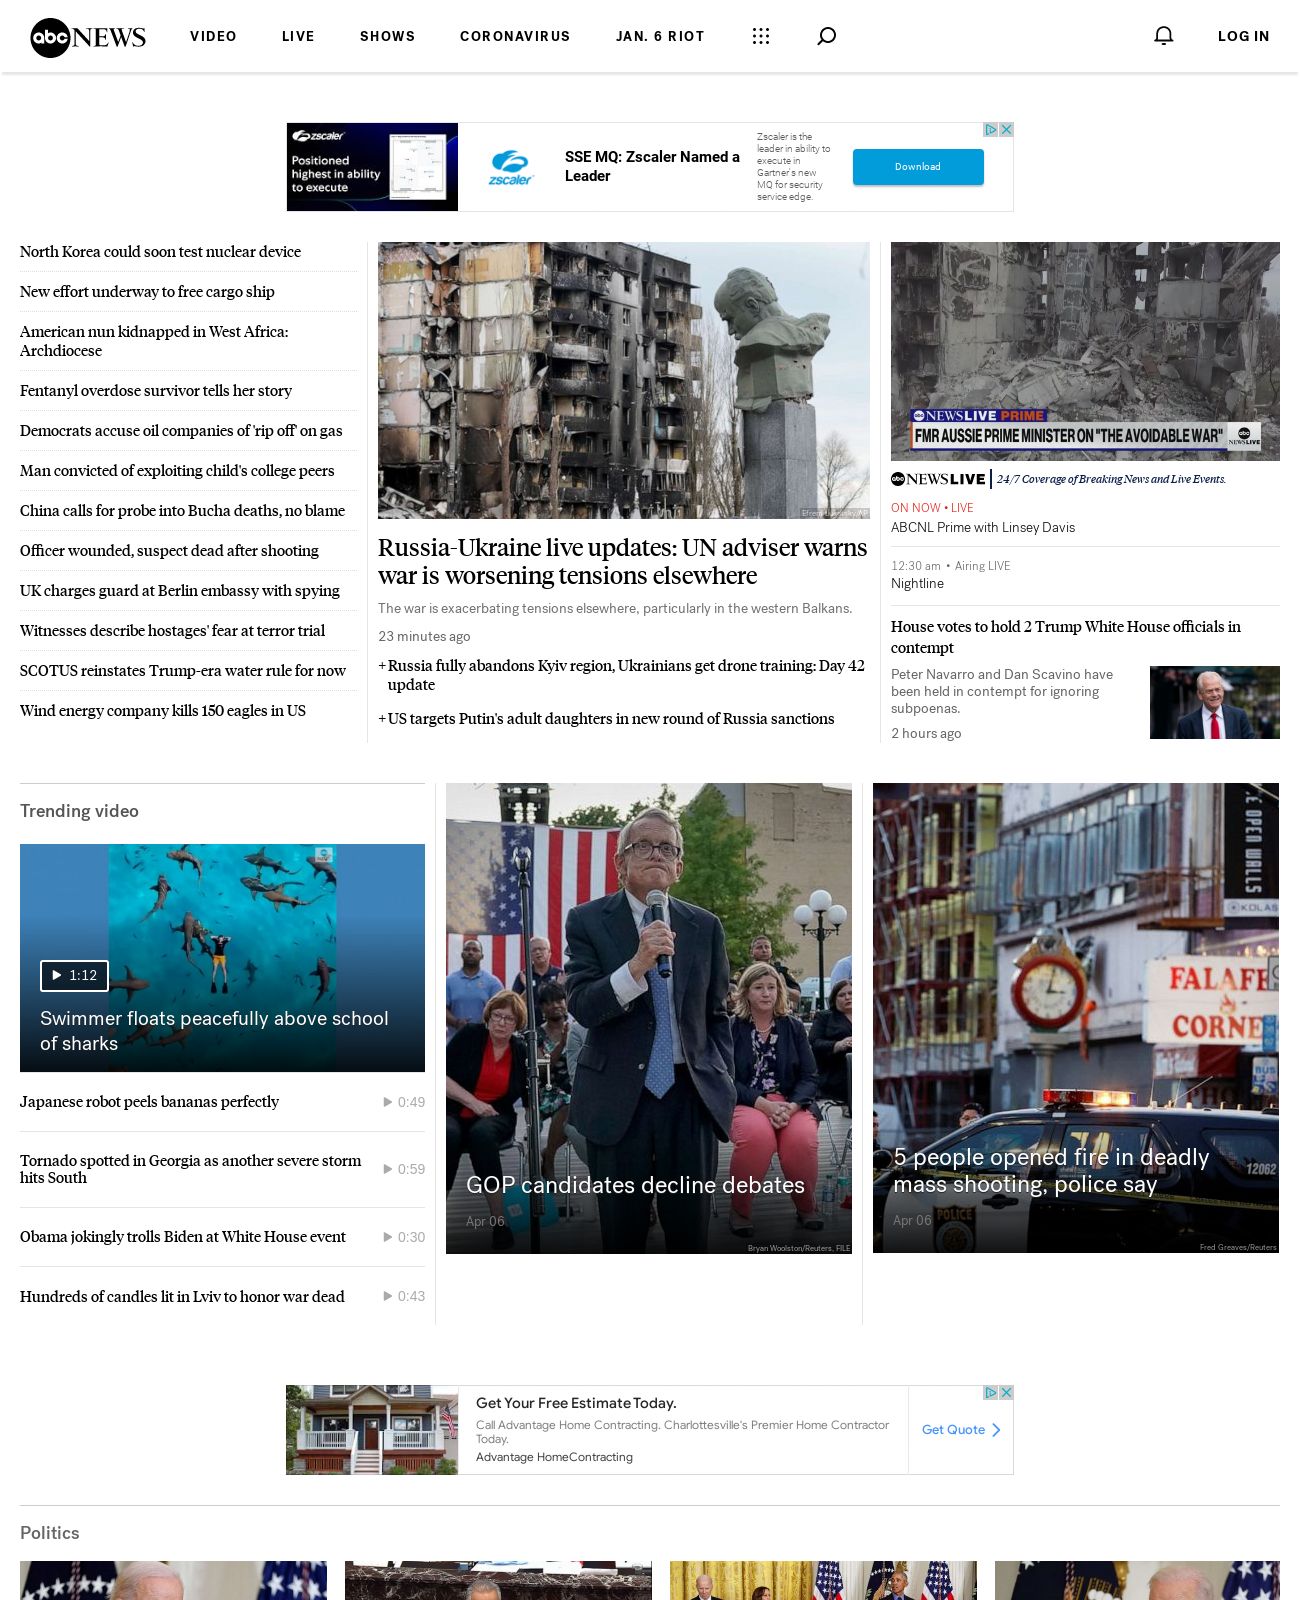 abc NEWS
VIDEO
LIVE
SHOWS
CORONAVIRUS
JAN. 6 RIOT
LOG IN
zscaler
Positioned
highest in ability
to execute
zscaler
SSE MQ: Zscaler Named a
Leader
Zscaler is the
leader in ability to
execute in
Gartner's new
MQ for security
service edge.
Download
North Korea could soon test nuclear device
New effort underway to free cargo ship
American nun kidnapped in West Africa:
Archdiocese
Fentanyl overdose survivor tells her story
Democrats accuse oil companies of 'rip off' on gas
Man convicted of exploiting child's college peers
China calls for probe into Bucha deaths, no blame
Officer wounded, suspect dead after shooting
UK charges guard at Berlin embassy with spying
Witnesses describe hostages' fear at terror trial
SCOTUS reinstates Trump-era water rule for now
Wind energy company kills 150 eagles in US
Russia-Ukraine live updates: UN adviser warns
war is worsening tensions elsewhere
The war is exacerbating tensions elsewhere, particularly in the western Balkans.
23 minutes ago
+ Russia fully abandons Kyiv region, Ukrainians get drone training: Day 42
update
+ US targets Putin's adult daughters in new round of Russia sanctions
abc NEWS LIVE PRIME
FMR AUSSIE PRIME MINISTER ON "THE AVOIDABLE WAR"
abc
NEWS LIVE
abc NEWS LIVE
24/7 Coverage of Breaking News and Live Events.
ON NOW • LIVE
ABCNL Prime with Linsey Davis
12:30 am • Airing LIVE
Nightline
House votes to hold 2 Trump White House officials in
contempt
Peter Navarro and Dan Scavino have
been held in contempt for ignoring
subpoenas.
2 hours ago
Trending video
1:12
Swimmer floats peacefully above school
of sharks
Japanese robot peels bananas perfectly
0:49
Tornado spotted in Georgia as another severe storm
hits South
0:59
Obama jokingly trolls Biden at White House event
0:30
Hundreds of candles lit in Lviv to honor war dead
0:43
GOP candidates decline debates
Apr 06
Bryan Woolston/Reuters, FILE
OPEN WALLS
KOLAS
FALAFE
CORNE
BUS
12062
POLICE
5 people opened fire in deadly
mass shooting, police say
Apr 06
Fred Greaves/Reuters
Get Your Free Estimate Today.
Call Advantage Home Contracting. Charlottesville's Premier Home Contractor
Today.
Advantage HomeContracting
Get Quote
Politics